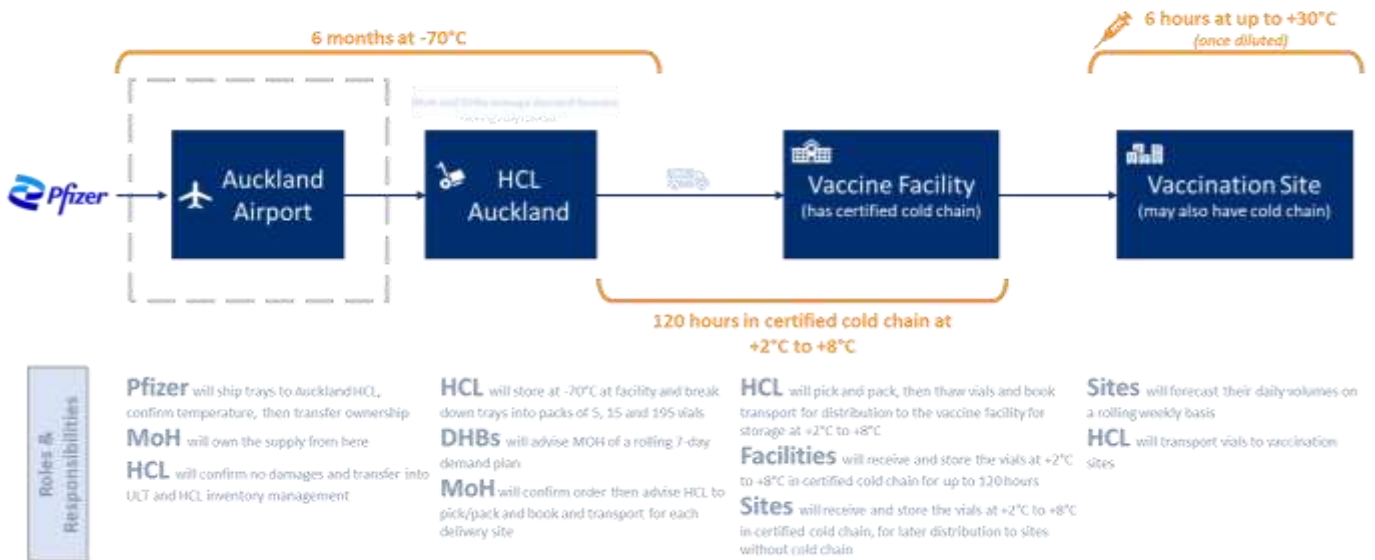 6 months at -70°C
6 hours at up to +30°C
(once diluted)
MoH and DHBs manage demand
Pfizer
Auckland
Airport
HCL
Auckland
Vaccine Facility
(has certified cold chain)
Vaccination Site
(may also have cold chain)
120 hours in certified cold chain at
+2°C to +8°C
Roles &
Responsibilities
Pfizer will ship trays to Auckland HCL,
confirm temperature, then transfer ownership
MoH will own the supply from here
HCL will confirm no damages and transfer into
ULT and HCL inventory management
HCL will store at -70°C at facility and break
down trays into packs of 5, 15 and 195 vials
DHBs will advise MOH of a rolling 7-day
demand plan
MoH will confirm order then advise HCL to
pick/pack and book and transport for each
delivery site
HCL will pick and pack, then thaw vials and book
transport for distribution to the vaccine facility for
storage at +2°C to +8°C
Facilities will receive and store the vials at +2°C
to +8°C in certified cold chain for up to 120 hours
Sites will receive and store the vials at +2°C to +8°C
in certified cold chain, for later distribution to sites
without cold chain
Sites will forecast their daily volumes on
a rolling weekly basis
HCL will transport vials to vaccination
sites